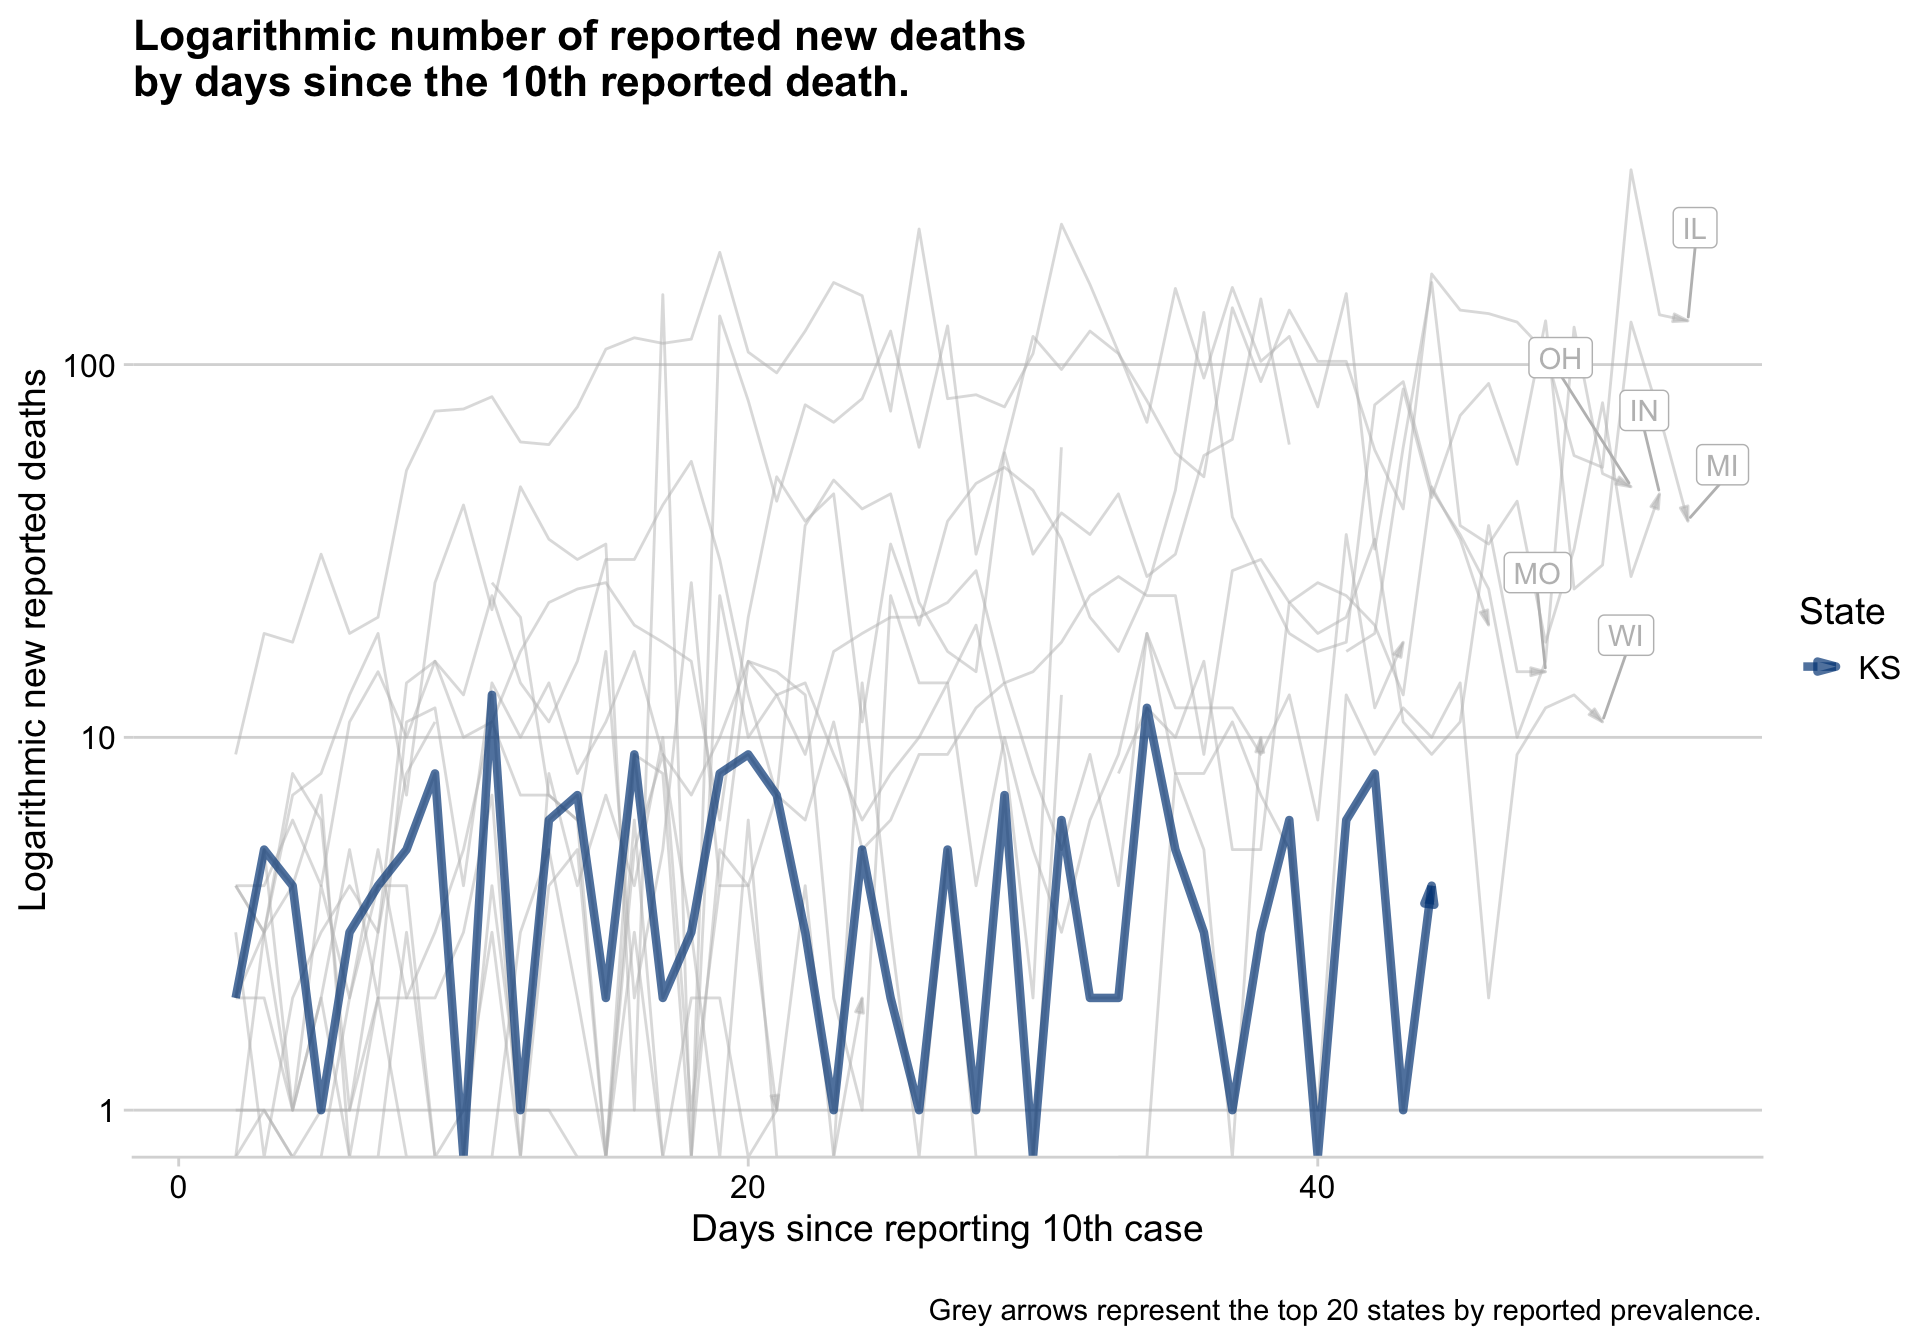 Logarithmic number of reported new deaths
by days since the 10th reported death.
Logarithmic new reported deaths
100
10
1
IL
OH
IN
MI
MO
WI
State
KS
0
20
40
Days since reporting 10th case
Grey arrows represent the top 20 states by reported prevalence.